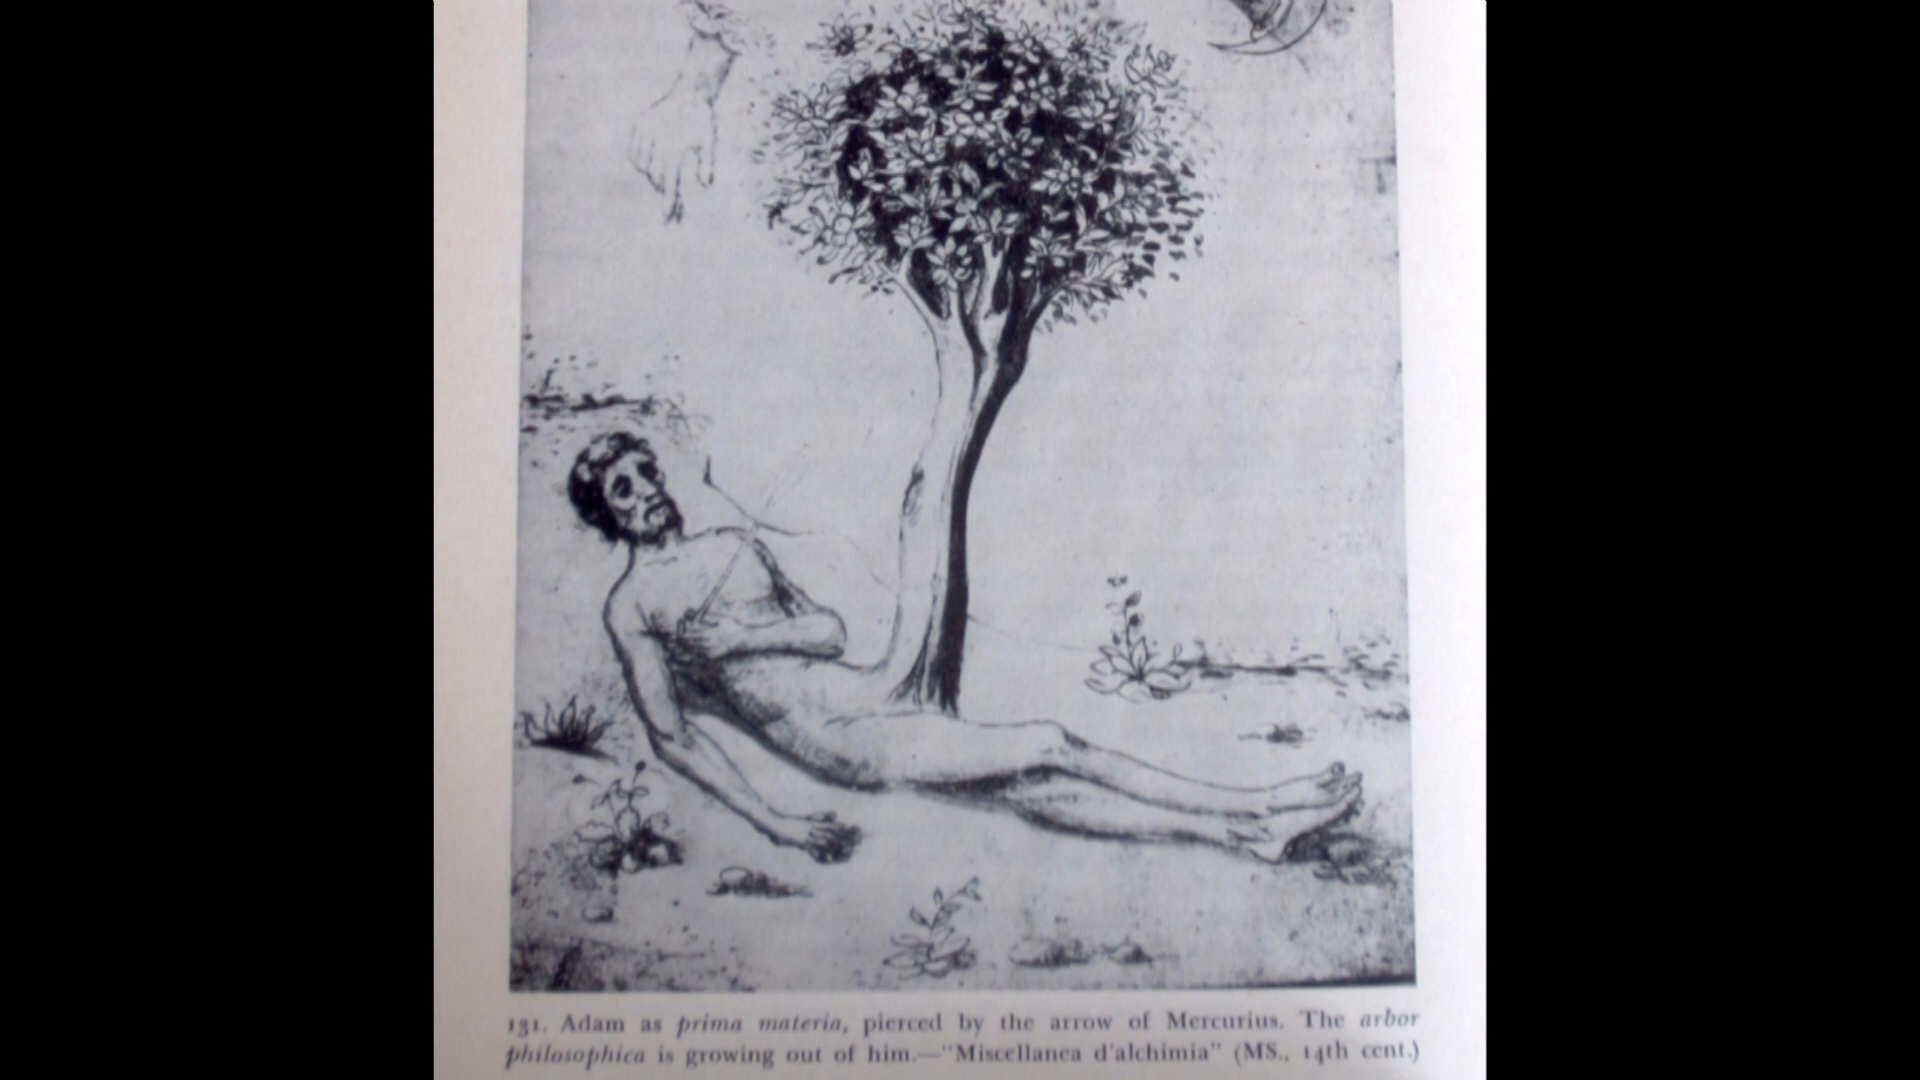 131. Adam as prima materia, pierced by the arrow of Mercurius. The arbor
philosophica is growing out of him.—"Miscellanea d'alchimia" (MS., 14th cent.)